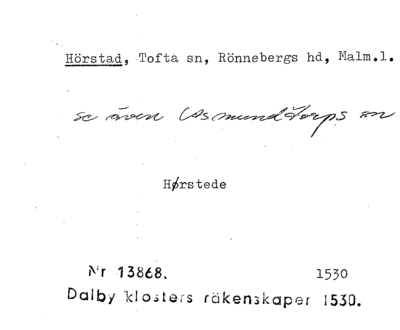 Hörstad, Tofta sn, Rönnebergs hd, Malm.l.
se även Asmundtorps sn
Hørstede
Nr 13868. 1530
Dalby klosters räkenskaper 1530.